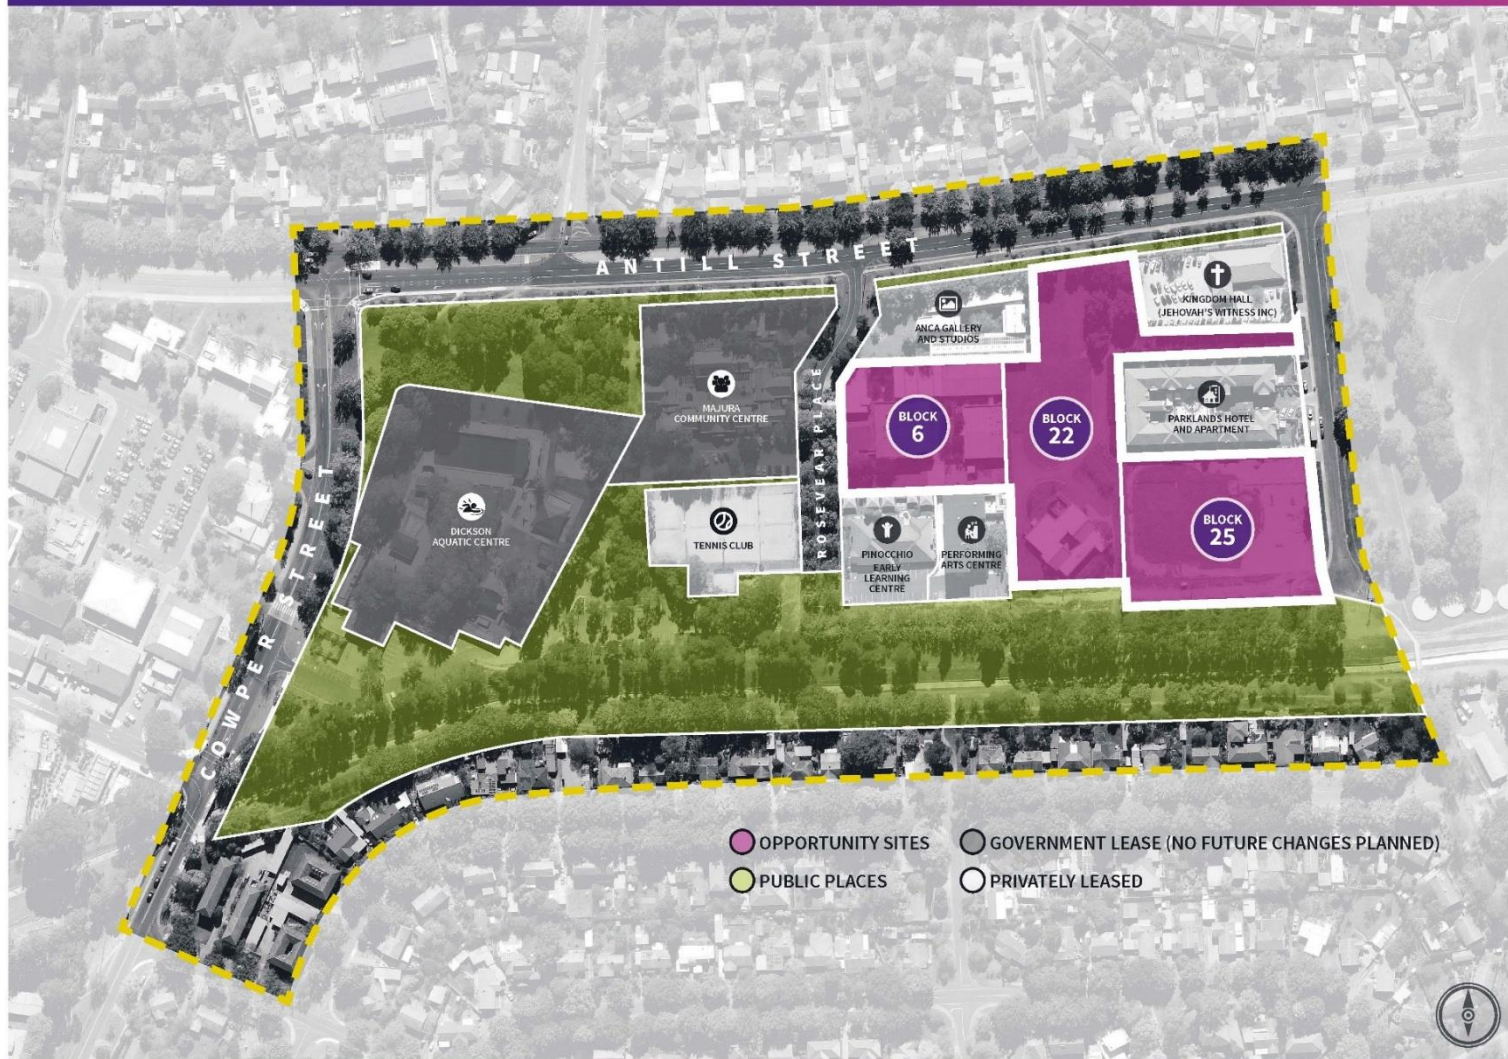 ANTILL STREET
COWPER STREET
ROSEVEAR PLACE
DICKSON
AQUATIC CENTRE
MAJURA
COMMUNITY CENTRE
TENNIS CLUB
ANCA GALLERY
AND STUDIOS
KINGDOM HALL
(JEHOVAH'S WITNESS INC)
PARKLANDS HOTEL
AND APARTMENT
BLOCK
6
BLOCK
22
BLOCK
25
PINOCCHIO
EARLY
LEARNING
CENTRE
PERFORMING
ARTS CENTRE
OPPORTUNITY SITES
GOVERNMENT LEASE (NO FUTURE CHANGES PLANNED)
PUBLIC PLACES
PRIVATELY LEASED